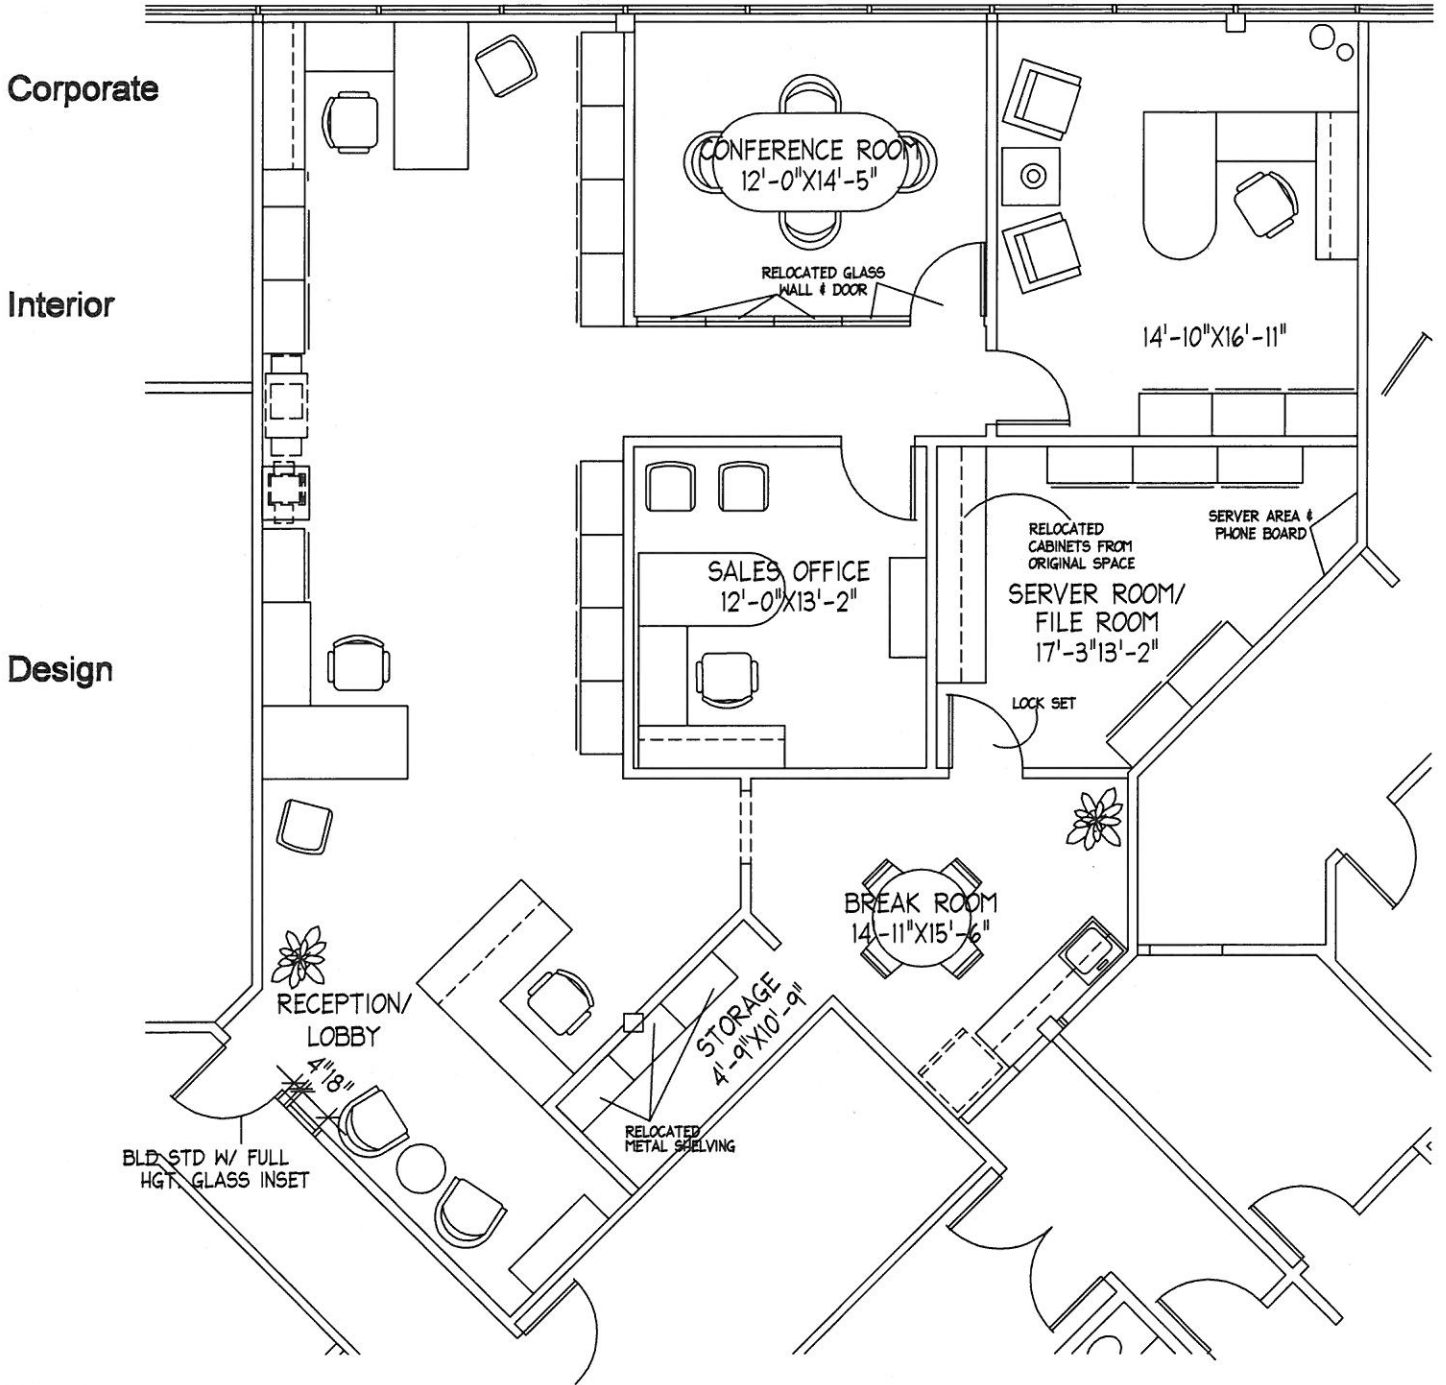 Corporate
Interior
Design
CONFERENCE ROOM
12'-0"X14'-5"
RELOCATED GLASS
WALL & DOOR
14'-10"X16'-11"
SALES OFFICE
12'-0"X13'-2"
RELOCATED
CABINETS FROM
ORIGINAL SPACE
SERVER AREA &
PHONE BOARD
SERVER ROOM/
FILE ROOM
17'-3"13'-2"
LOCK SET
BREAK ROOM
14'-11"X15'-6"
RECEPTION/
LOBBY
4"18"
STORAGE
4'-9"X10'-9"
RELOCATED
METAL SHELVING
BLD STD W/ FULL
HGT. GLASS INSET